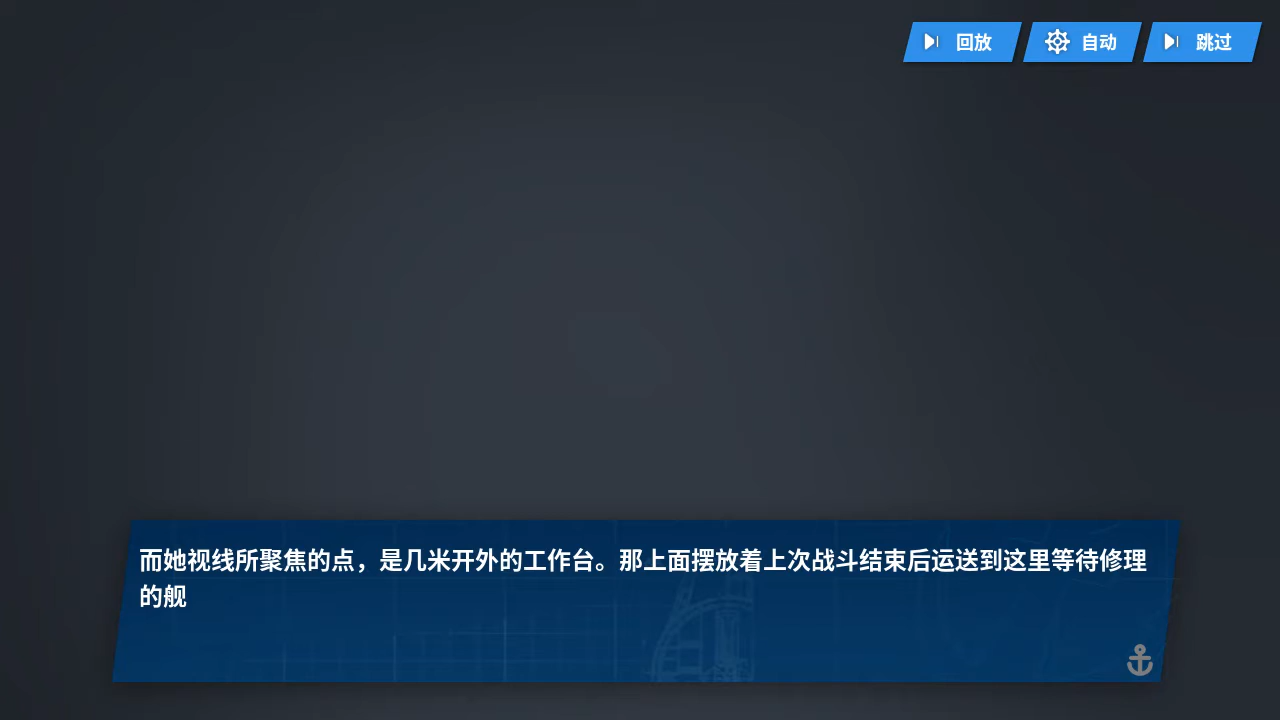 回放
自动
跳过
而她视线所聚焦的点，是几米开外的工作台。那上面摆放着上次战斗结束后运送到这里等待修理
的舰